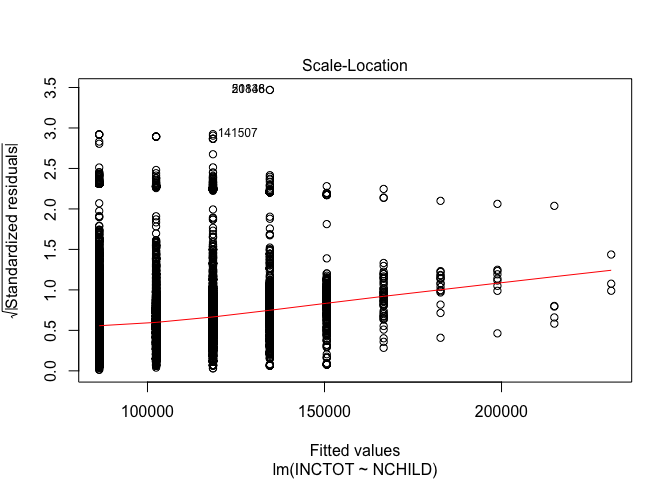 Scale-Location
√|Standardized residuals|
3.5
3.0
2.5
2.0
1.5
1.0
0.5
0.0
141507
100000 150000 200000
Fitted values
lm(INCTOT ~ NCHILD)